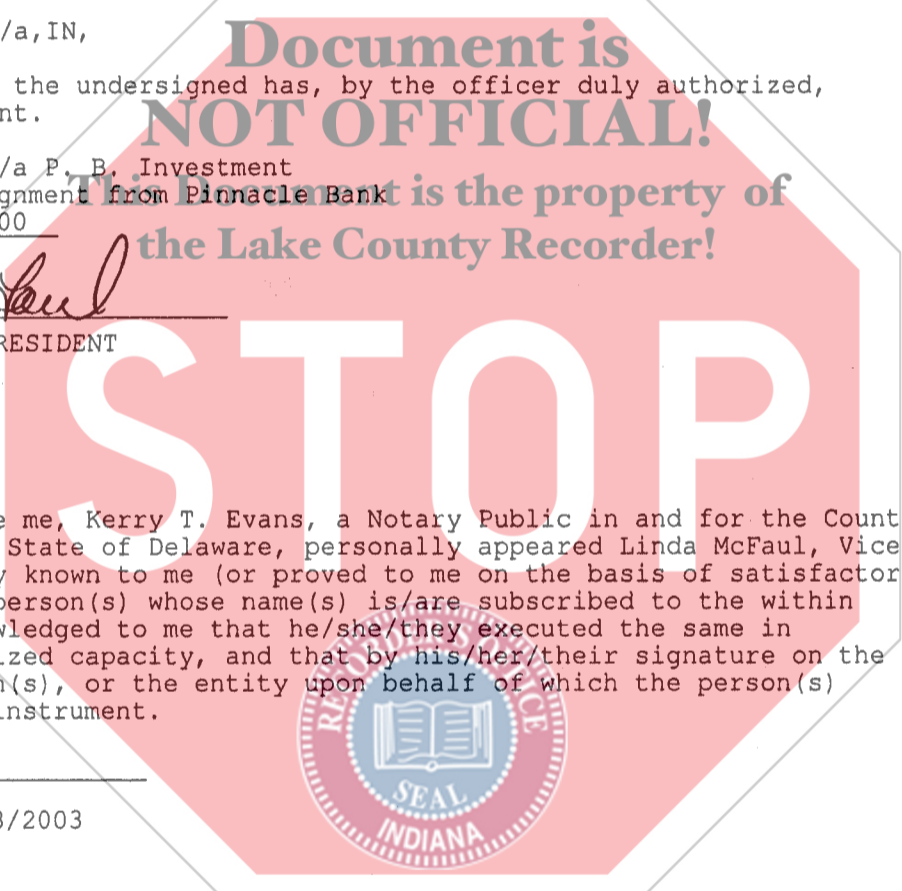 /a,IN,
Document is
the undersigned has, by the officer duly authorized,
nt.
NOT OFFICIAL!
/a P. B. Investment
gnment from Pinnacle Bank
This Document is the property of
00
the Lake County Recorder!
RESIDENT
STOP
e me, Kerry T. Evans, a Notary Public in and for the Count
State of Delaware, personally appeared Linda McFaul, Vice
y known to me (or proved to me on the basis of satisfactor
person(s) whose name(s) is/are subscribed to the within
wledged to me that he/she/they executed the same in
ized capacity, and that by his/her/their signature on the
n(s), or the entity upon behalf of which the person(s)
instrument.
RECORDER'S OFFICE
SEAL
INDIANA
3/2003